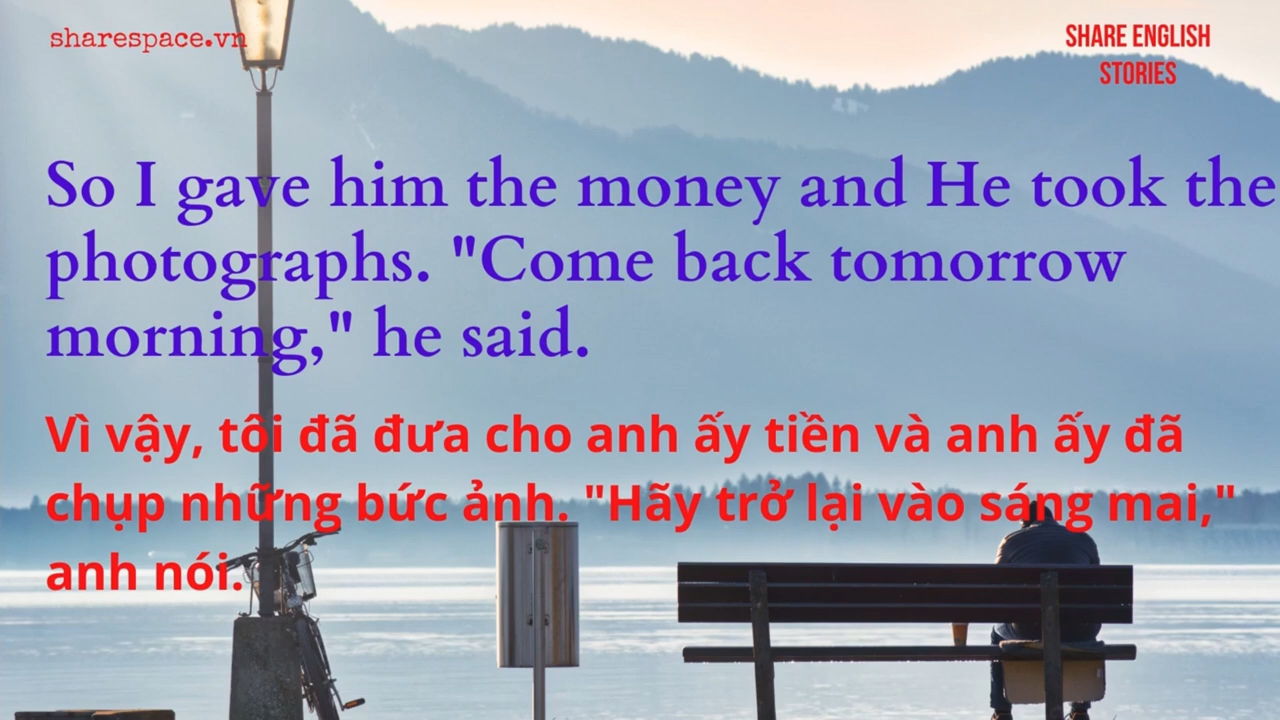 sharespace.vn
SHARE ENGLISH
STORIES
So I gave him the money and He took the
photographs. "Come back tomorrow
morning," he said.
Vì vậy, tôi đã đưa cho anh ấy tiền và anh ấy đã
chụp những bức ảnh. "Hãy trở lại vào sáng mai,"
anh nói.